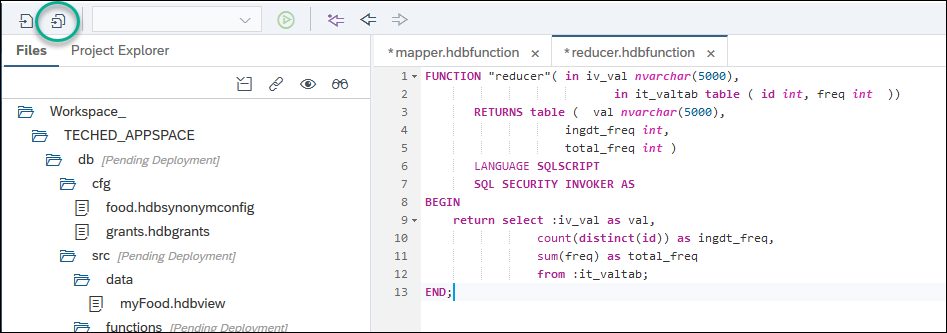 Files Project Explorer
Workspace_
TECHED_APPSPACE
db [Pending Deployment]
cfg
food.hdbsynonymconfig
grants.hdbgrants
src [Pending Deployment]
data
myFood.hdbview
functions [Pending Deployment]
*mapper.hdbfunction × *reducer.hdbfunction ×
1 FUNCTION "reducer"( in iv_val nvarchar(5000),
2 in it_valtab table ( id int, freq int ))
3 RETURNS table ( val nvarchar(5000),
4 ingdt_freq int,
5 total_freq int )
6 LANGUAGE SQLSCRIPT
7 SQL SECURITY INVOKER AS
8 BEGIN
9 return select :iv_val as val,
10 count(distinct(id)) as ingdt_freq,
11 sum(freq) as total_freq
12 from :it_valtab;
13 END;